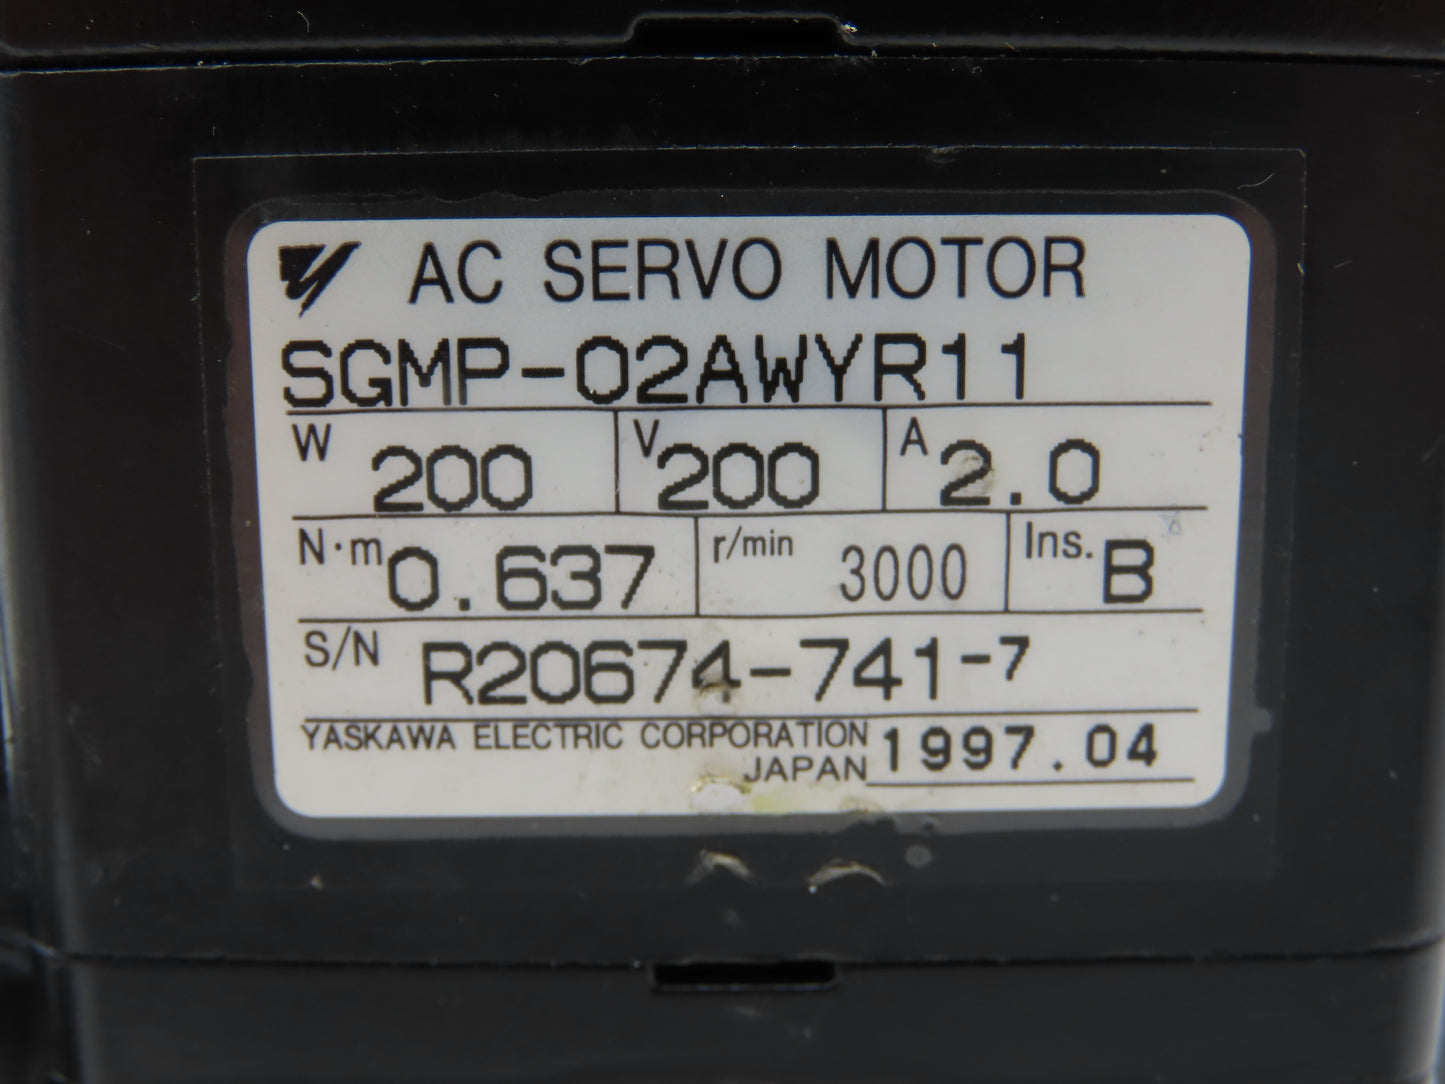 AC SERVO MOTOR
SGMP-02AWYR11
W 200 V 200 A 2.0
N·m 0.637 r/min 3000 Ins. B
S/N R20674-741-7
YASKAWA ELECTRIC CORPORATION 1997.04
JAPAN